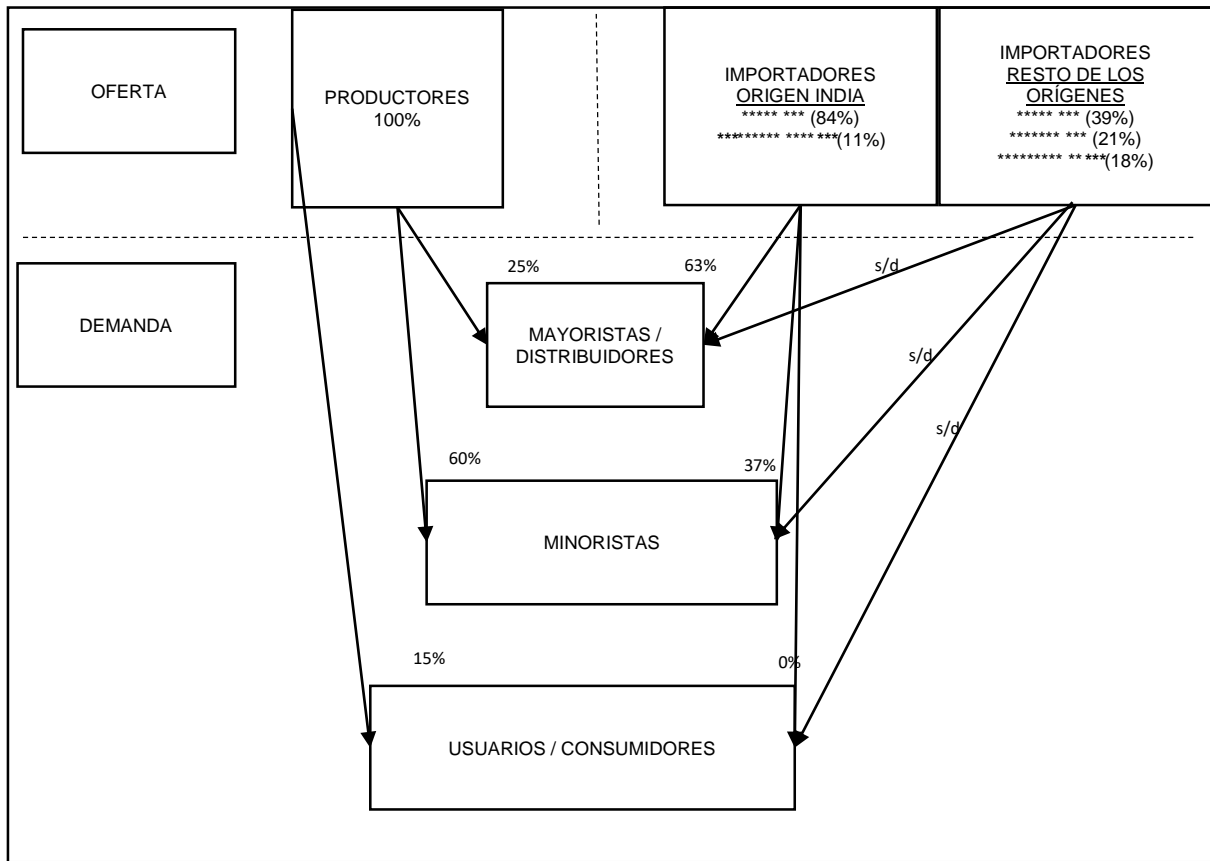 OFERTA
PRODUCTORES
100%
IMPORTADORES
ORIGEN INDIA
***** *** (84%)
********* **** ***(11%)
IMPORTADORES
RESTO DE LOS
ORÍGENES
***** *** (39%)
******* *** (21%)
********* ** ***(18%)
DEMANDA
25%
63%
s/d
MAYORISTAS /
DISTRIBUIDORES
s/d
s/d
60%
37%
MINORISTAS
15%
0%
USUARIOS / CONSUMIDORES